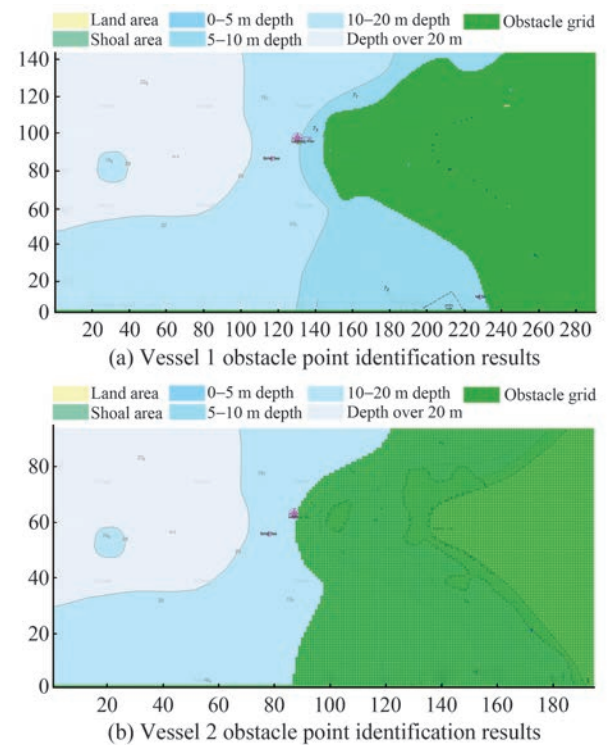 Land area 0–5 m depth 10–20 m depth Obstacle grid
Shoal area 5–10 m depth Depth over 20 m
140
120
100
80
60
40
20
0
20 40 60 80 100 120 140 160 180 200 220 240 260 280
(a) Vessel 1 obstacle point identification results
Land area 0–5 m depth 10–20 m depth Obstacle grid
Shoal area 5–10 m depth Depth over 20 m
80
60
40
20
0
20 40 60 80 100 120 140 160 180
(b) Vessel 2 obstacle point identification results